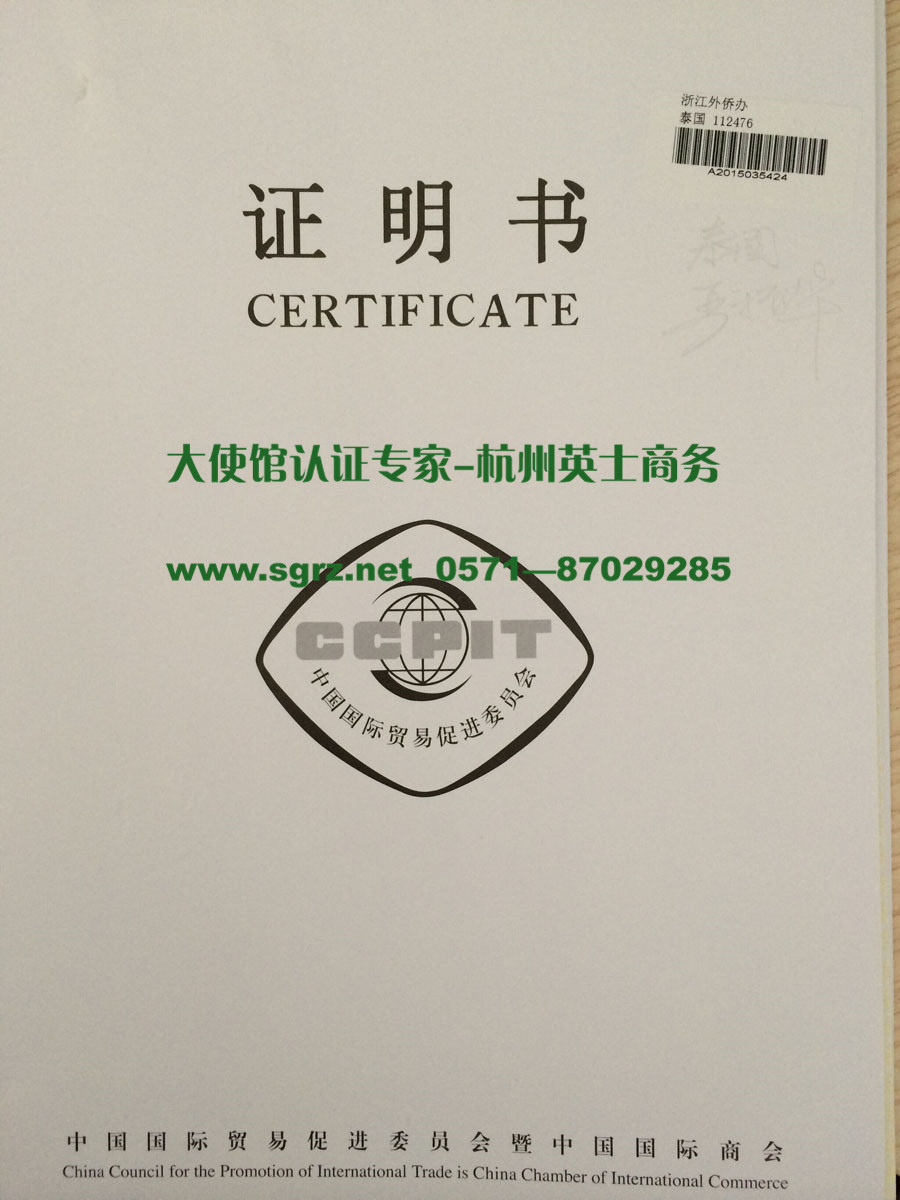 浙江外侨办
泰国 112476
A2015035424
证明书
CERTIFICATE
泰国
大使馆认证专家-杭州英士商务
www.sgrz.net 0571—87029285
CCPIT
中国国际贸易促进委员会
中国国际贸易促进委员会暨中国国际商会
China Council for the Promotion of International Trade is China Chamber of International Commerce